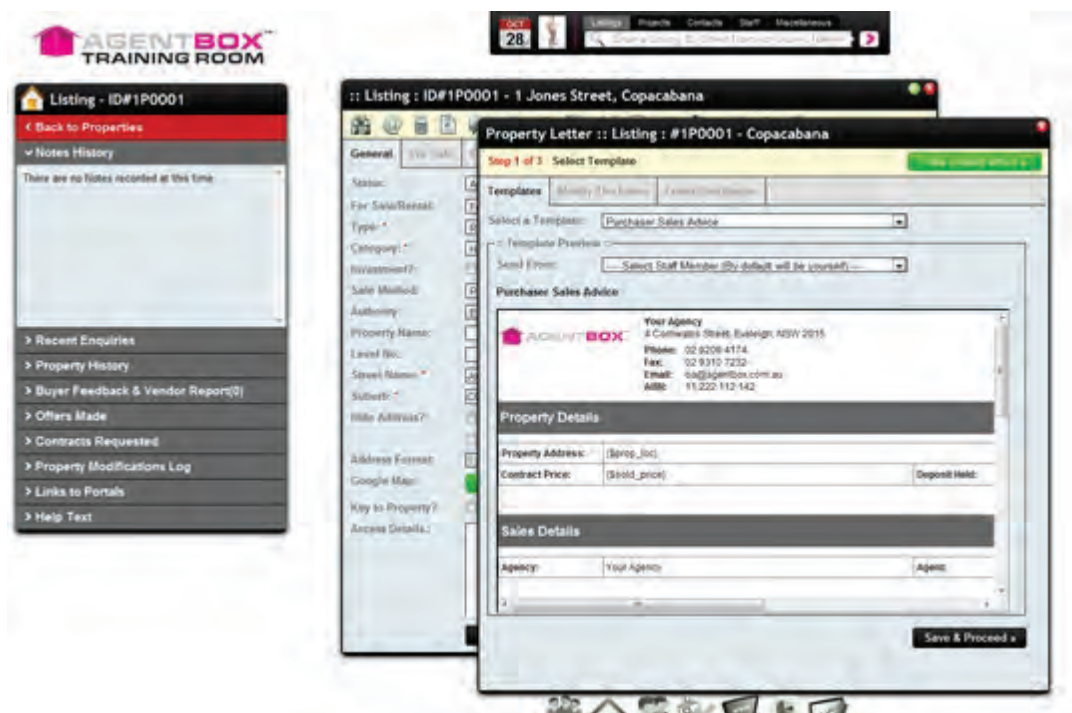 AGENTBOX™
TRAINING ROOM
OCT
28
Listings Projects Contacts Staff Miscellaneous
Listing - ID#1P0001
< Back to Properties
Notes History
There are no Notes recorded at this time
> Recent Enquiries
> Property History
> Buyer Feedback & Vendor Report(0)
> Offers Made
> Contracts Requested
> Property Modifications Log
> Links to Portals
> Help Text
:: Listing : ID#1P0001 - 1 Jones Street, Copacabana
General
Status:
For Sale/Rental:
Type: *
Category: *
Investment?
Sale Method:
Authority:
Property Name:
Level No:
Street Name: *
Suburb: *
Hide Address?
Address Format:
Google Map:
Key to Property?
Access Details.:
Property Letter :: Listing : #1P0001 - Copacabana
Step 1 of 3 Select Template
Templates
Select a Template: Purchaser Sales Advice
:: Template Preview ::
Send From: --- Select Staff Member (By default will be yourself) ---
Purchaser Sales Advice
AGENTBOX
Your Agency
4 Cornwallis Street, Eveleigh, NSW 2015
Phone: 02 9209 4174
Fax: 02 9310 7232
Email: oa@agentbox.com.au
ABN: 11 222 112 142
Property Details
Property Address: {$prop_loc}
Contract Price: {$sold_price} Deposit Held:
Sales Details
Agency: Your Agency Agent:
Save & Proceed »